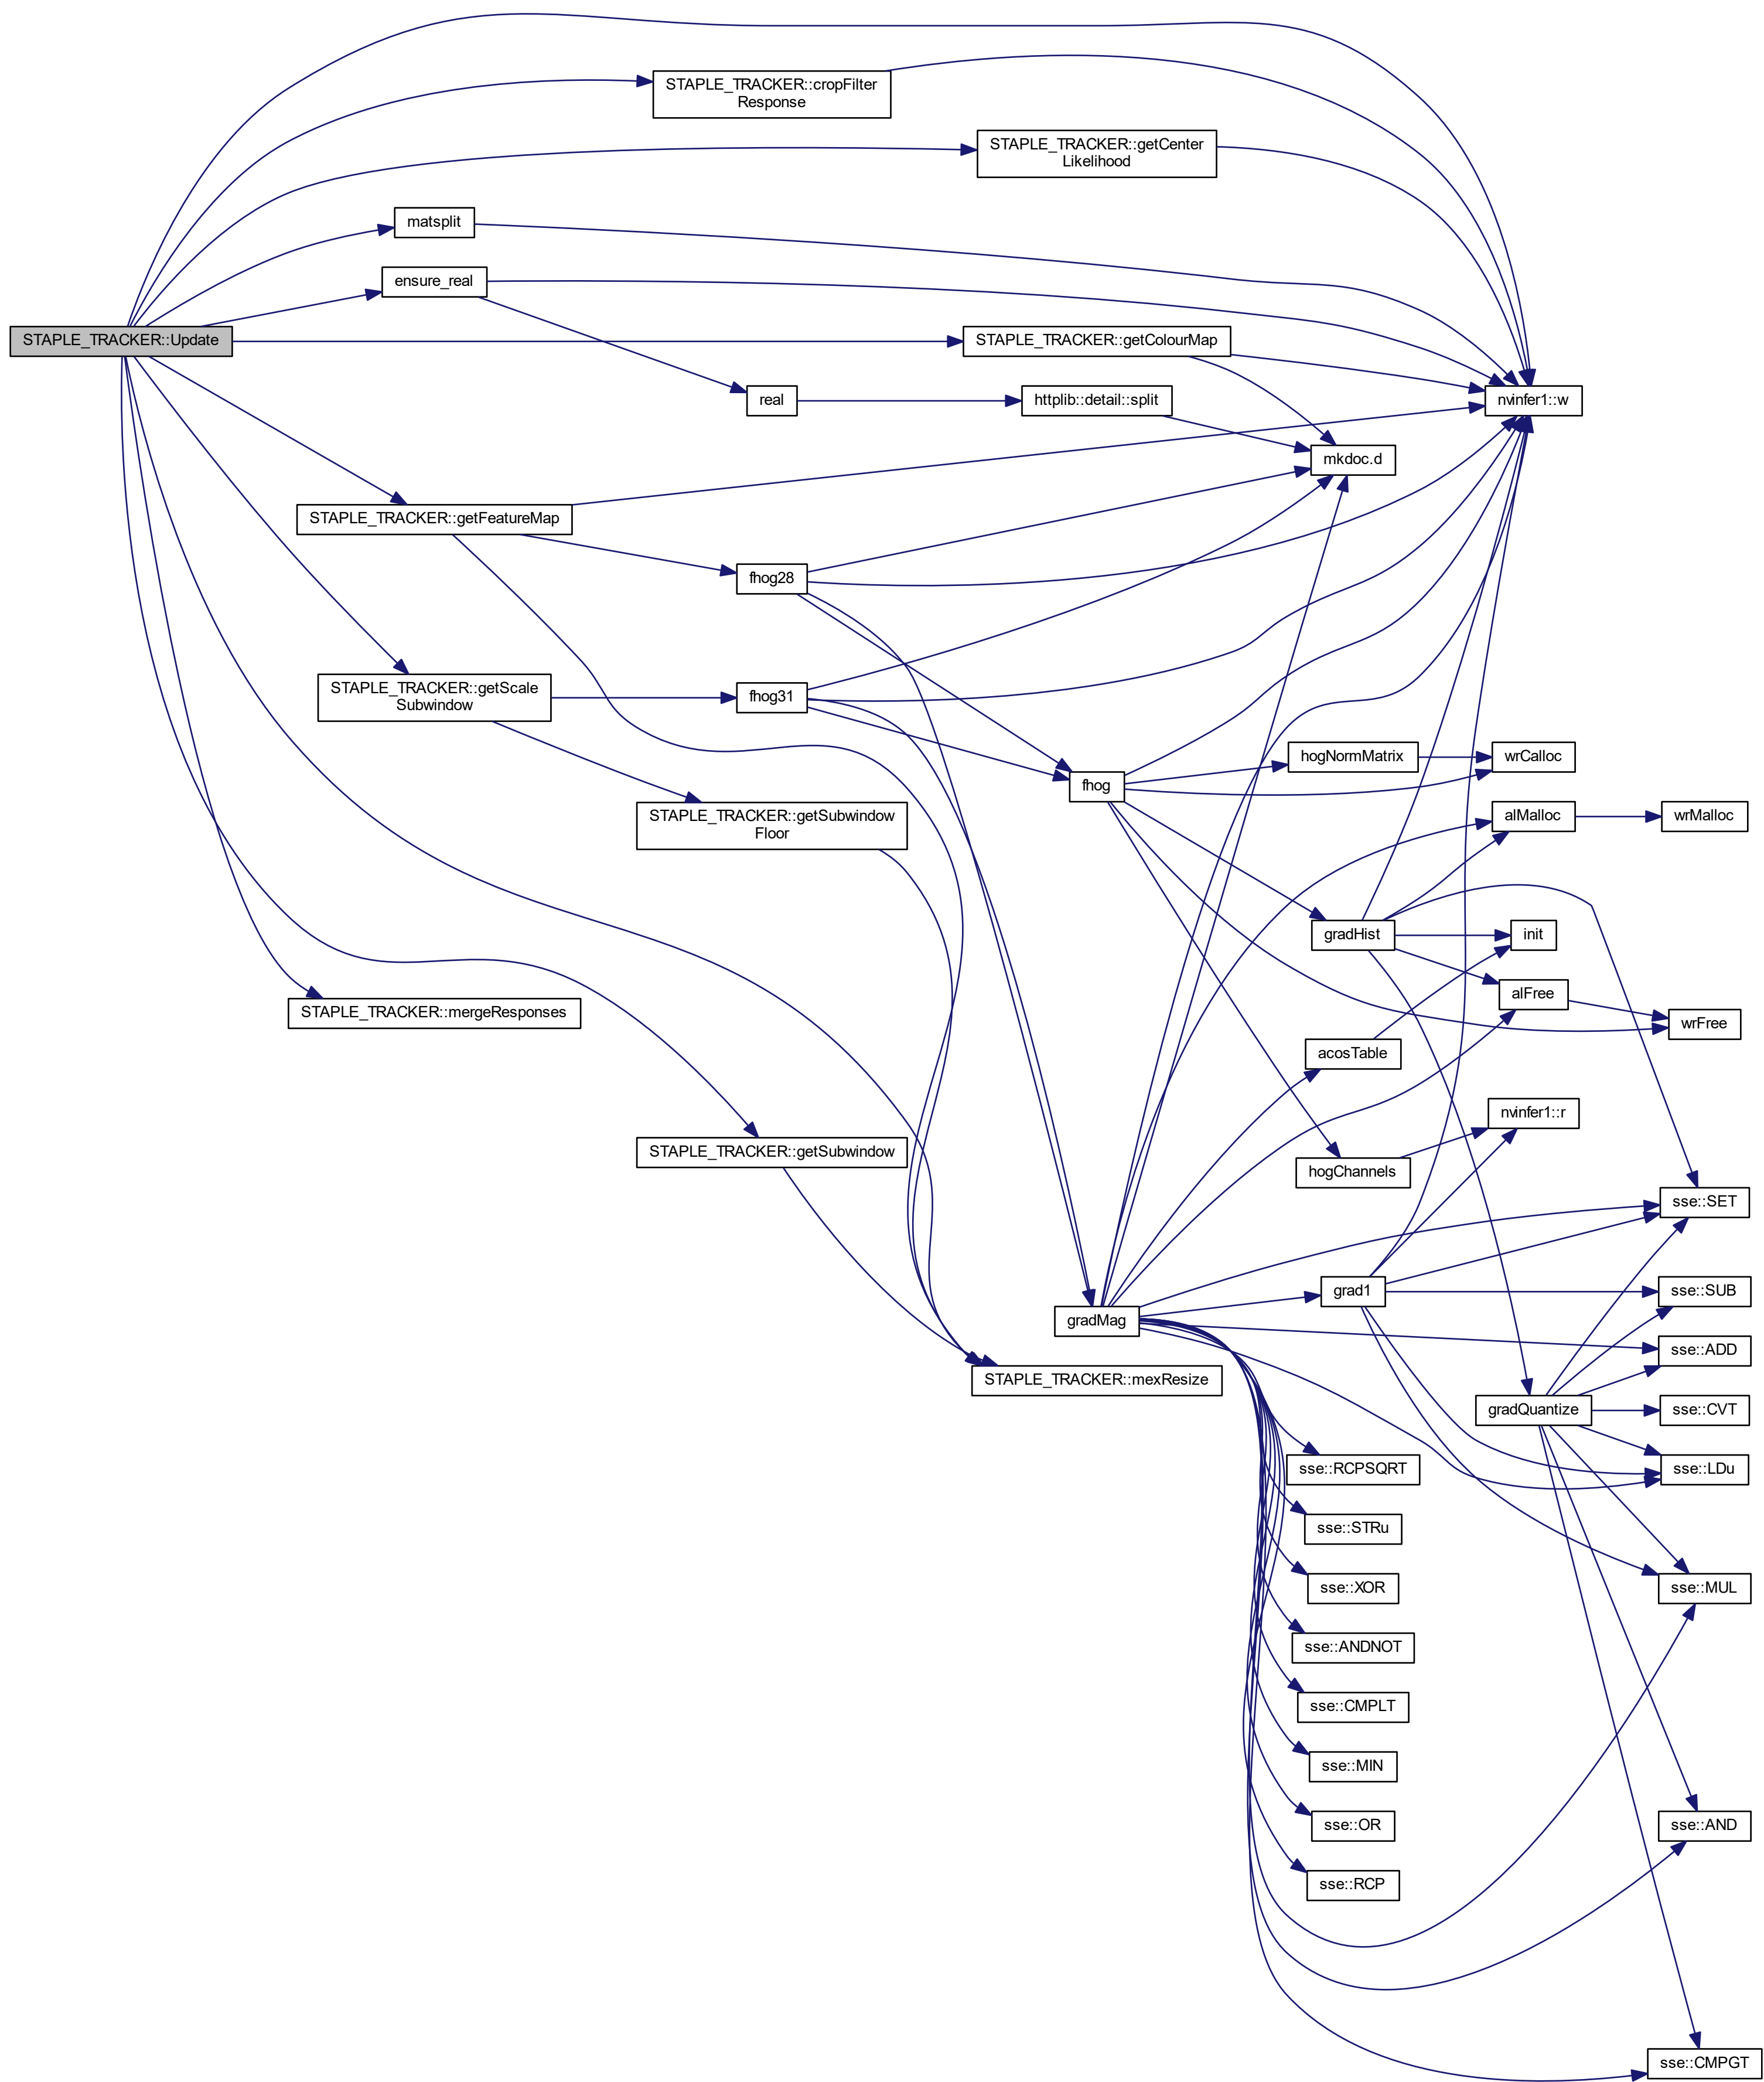 STAPLE_TRACKER::cropFilter
Response
STAPLE_TRACKER::getCenter
Likelihood
matsplit
ensure_real
STAPLE_TRACKER::Update
STAPLE_TRACKER::getColourMap
real
httplib::detail::split
nvinfer1::w
mkdoc.d
STAPLE_TRACKER::getFeatureMap
fhog28
STAPLE_TRACKER::getScale
Subwindow
fhog31
hogNormMatrix
wrCalloc
fhog
STAPLE_TRACKER::getSubwindow
Floor
alMalloc
wrMalloc
gradHist
init
alFree
STAPLE_TRACKER::mergeResponses
wrFree
acosTable
nvinfer1::r
STAPLE_TRACKER::getSubwindow
hogChannels
sse::SET
grad1
sse::SUB
gradMag
sse::ADD
STAPLE_TRACKER::mexResize
gradQuantize
sse::CVT
sse::RCPSQRT
sse::LDu
sse::STRu
sse::XOR
sse::MUL
sse::ANDNOT
sse::CMPLT
sse::MIN
sse::OR
sse::AND
sse::RCP
sse::CMPGT